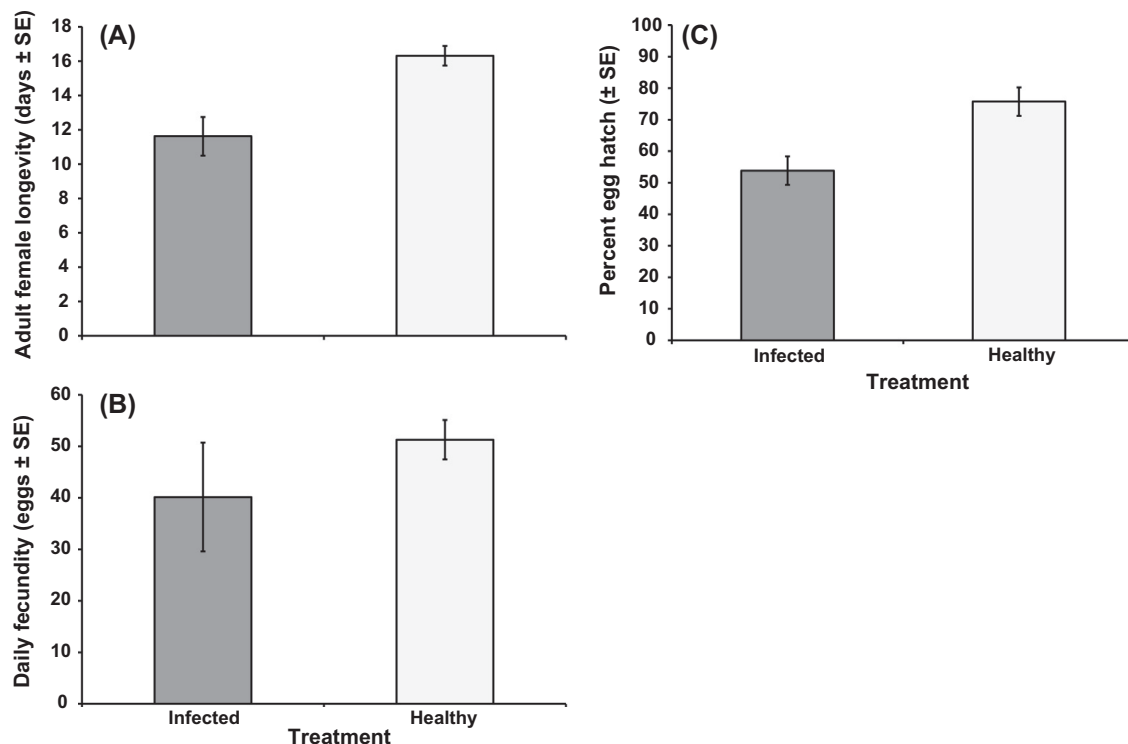 (A)
Adult female longevity (days ± SE)
18
16
14
12
10
8
6
4
2
0
(B)
Daily fecundity (eggs ± SE)
60
50
40
30
20
10
0
Infected Healthy
Treatment
(C)
Percent egg hatch (± SE)
100
90
80
70
60
50
40
30
20
10
0
Infected Healthy
Treatment